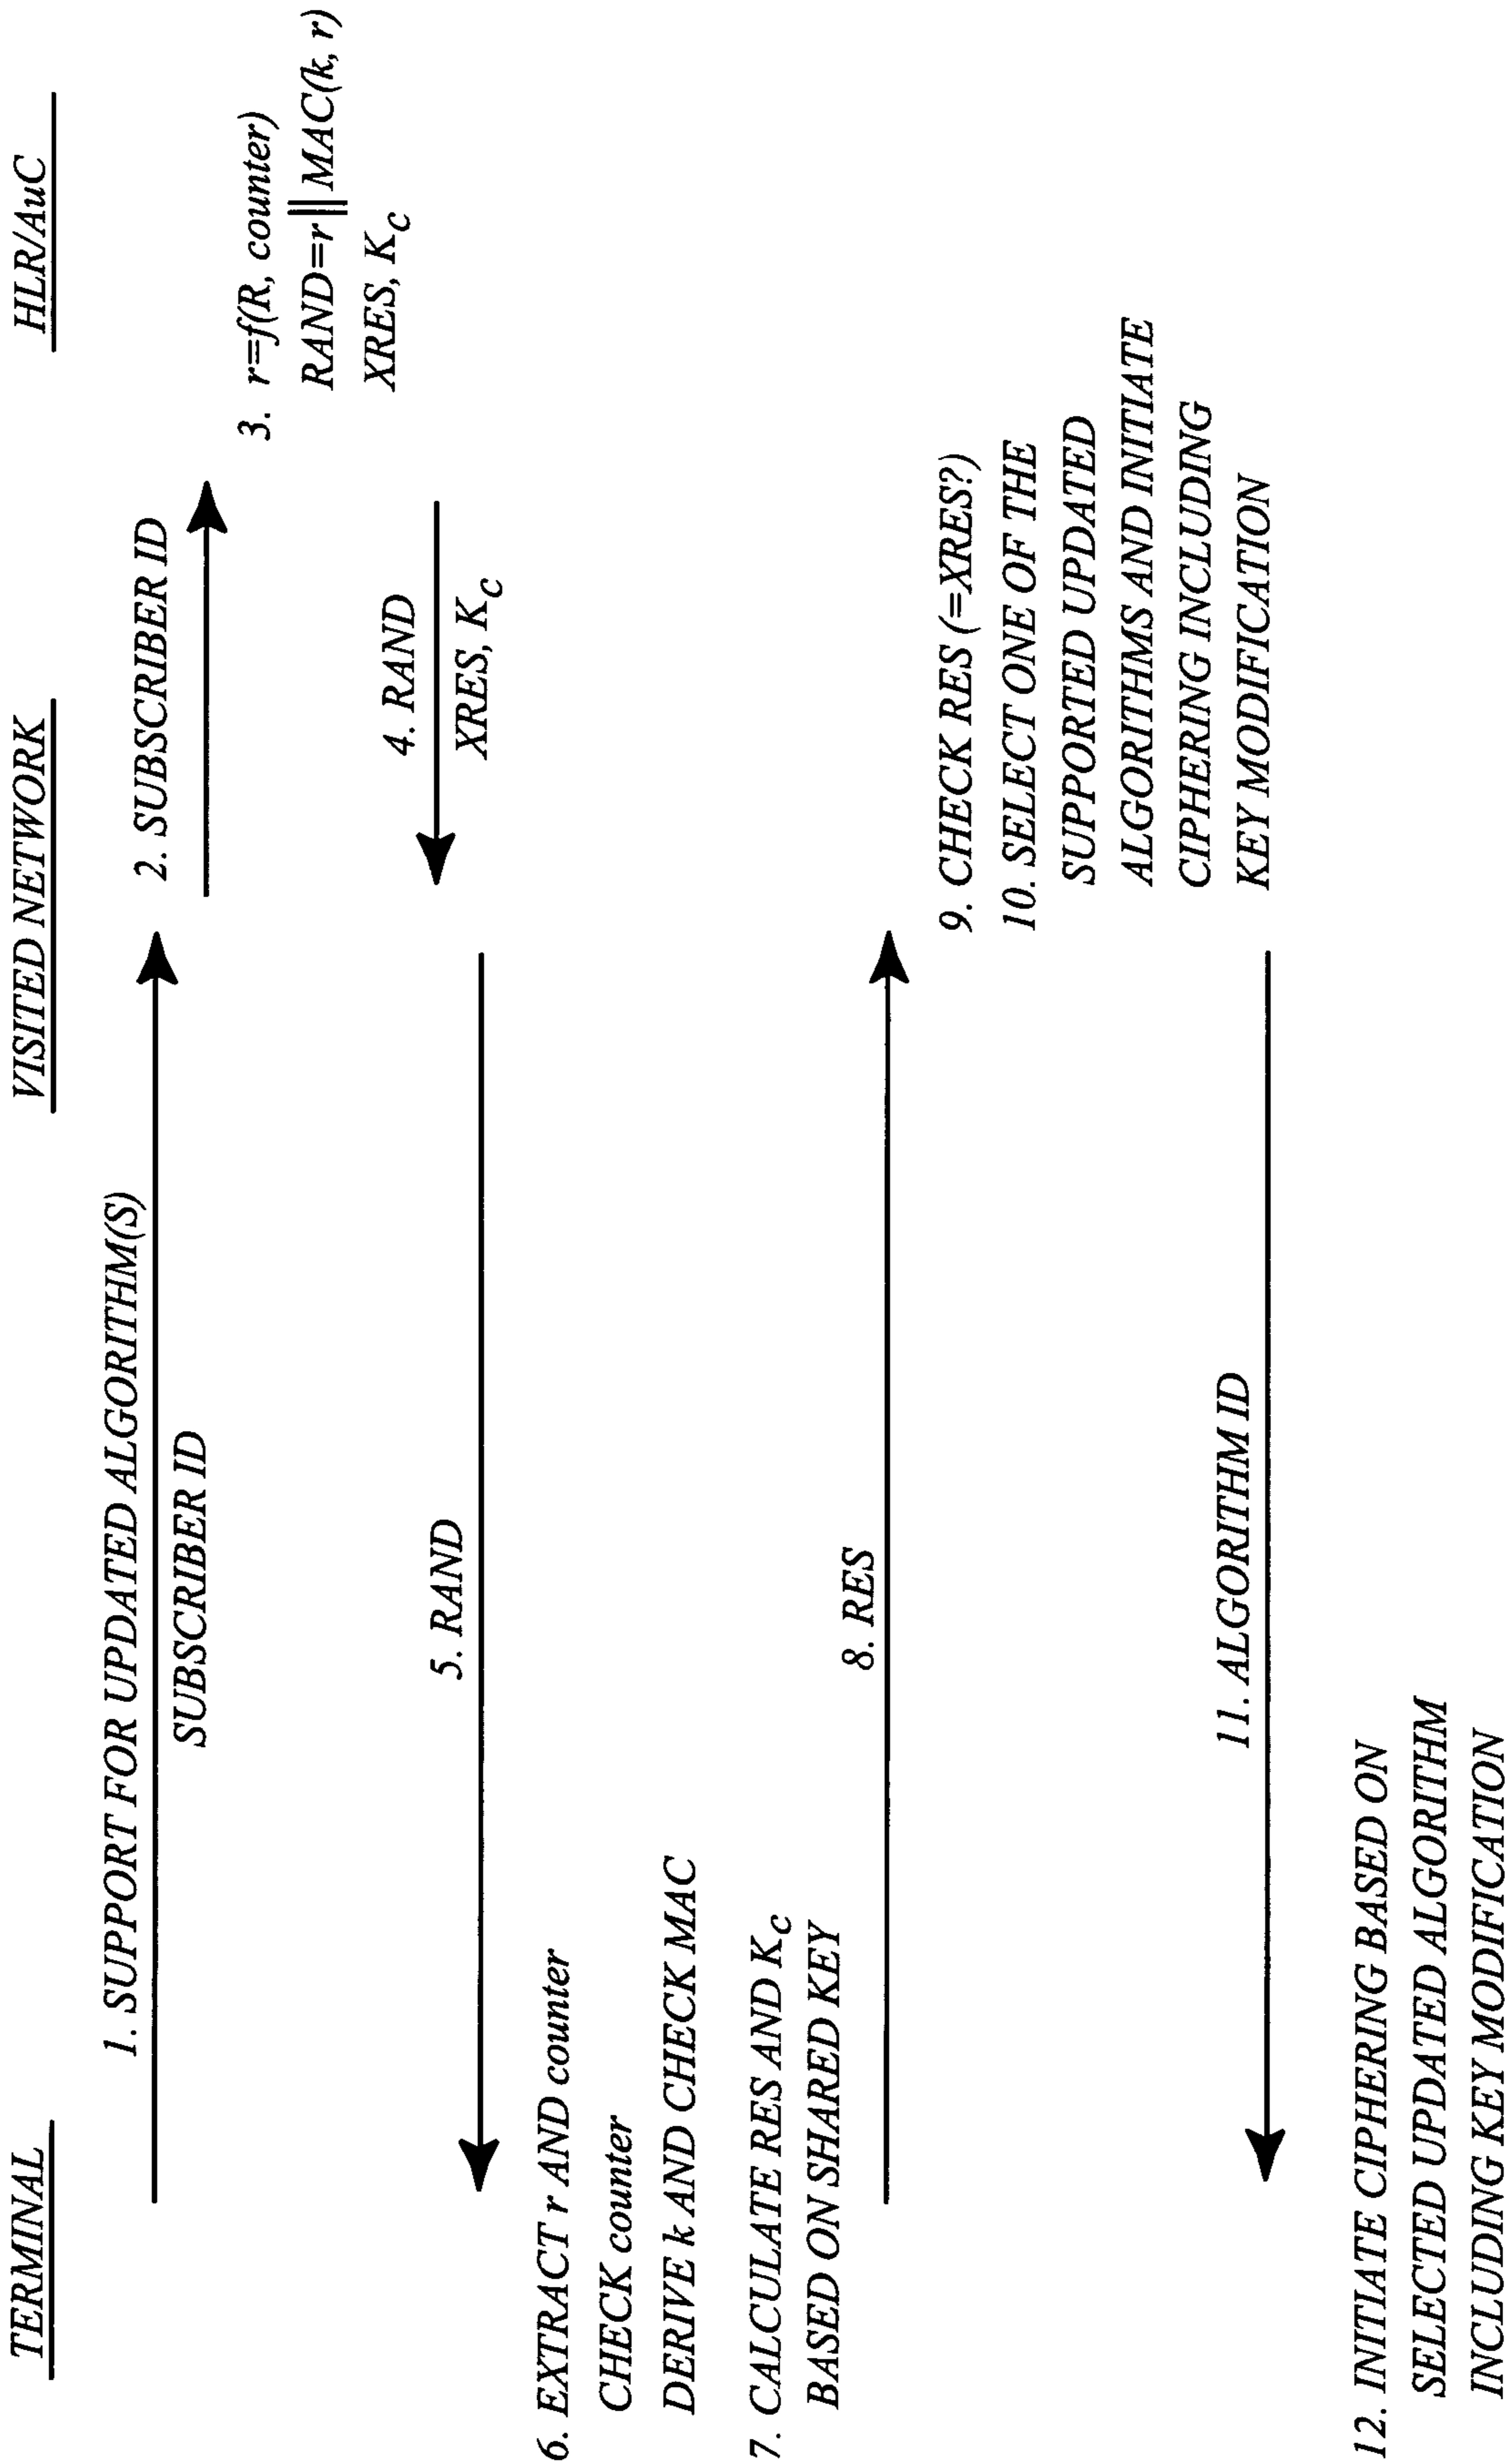 TERMINAL
VISITED NETWORK
HLR/AuC
1. SUPPORT FOR UPDATED ALGORITHM(S)
SUBSCRIBER ID
2. SUBSCRIBER ID
3. r=f(R, counter)
RAND=r || MAC(k, r)
XRES, Kc
4. RAND
XRES, Kc
5. RAND
6. EXTRACT r AND counter
CHECK counter
DERIVE k AND CHECK MAC
7. CALCULATE RES AND Kc
BASED ON SHARED KEY
8. RES
9. CHECK RES (=XRES?)
10. SELECT ONE OF THE
SUPPORTED UPDATED
ALGORITHMS AND INITIATE
CIPHERING INCLUDING
KEY MODIFICATION
11. ALGORITHM ID
12. INITIATE CIPHERING BASED ON
SELECTED UPDATED ALGORITHM
INCLUDING KEY MODIFICATION